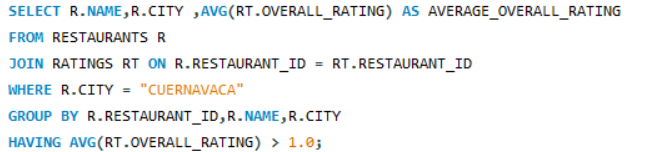 SELECT R.NAME,R.CITY ,AVG(RT.OVERALL_RATING) AS AVERAGE_OVERALL_RATING
FROM RESTAURANTS R
JOIN RATINGS RT ON R.RESTAURANT_ID = RT.RESTAURANT_ID
WHERE R.CITY = "CUERNAVACA"
GROUP BY R.RESTAURANT_ID,R.NAME,R.CITY
HAVING AVG(RT.OVERALL_RATING) > 1.0;